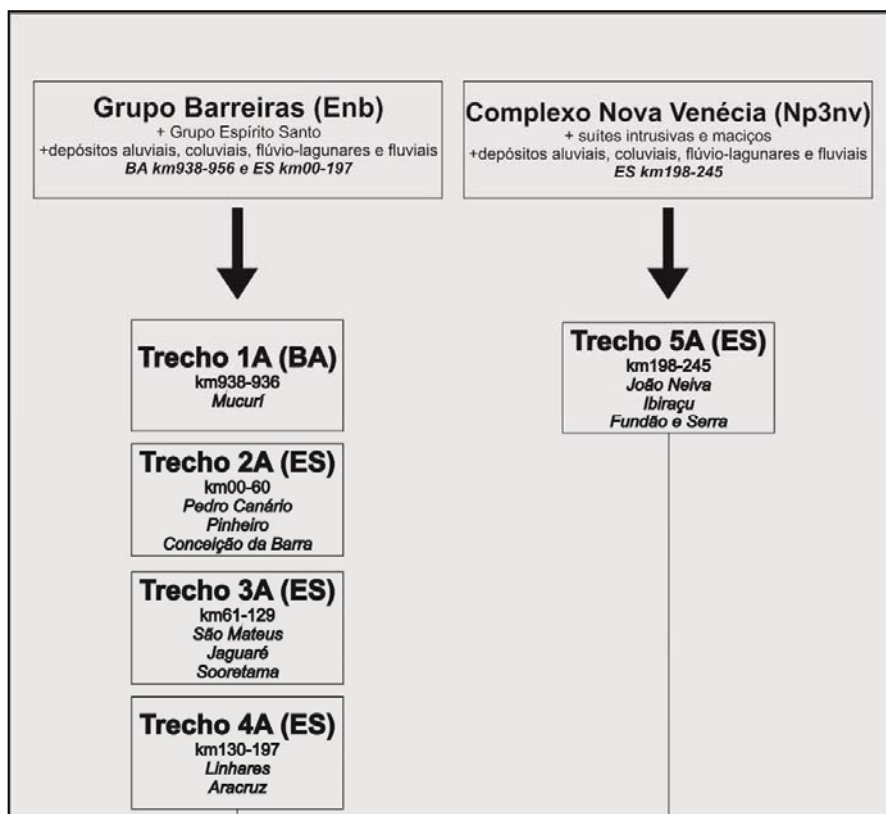 Grupo Barreiras (Enb)
+ Grupo Espírito Santo
+depósitos aluviais, coluviais, flúvio-lagunares e fluviais
BA km938-956 e ES km00-197
Complexo Nova Venécia (Np3nv)
+ suítes intrusivas e maciços
+depósitos aluviais, coluviais, flúvio-lagunares e fluviais
ES km198-245
Trecho 1A (BA)
km938-936
Mucurí
Trecho 2A (ES)
km00-60
Pedro Canário
Pinheiro
Conceição da Barra
Trecho 3A (ES)
km61-129
São Mateus
Jaguaré
Sooretama
Trecho 4A (ES)
km130-197
Linhares
Aracruz
Trecho 5A (ES)
km198-245
João Neiva
Ibiraçu
Fundão e Serra